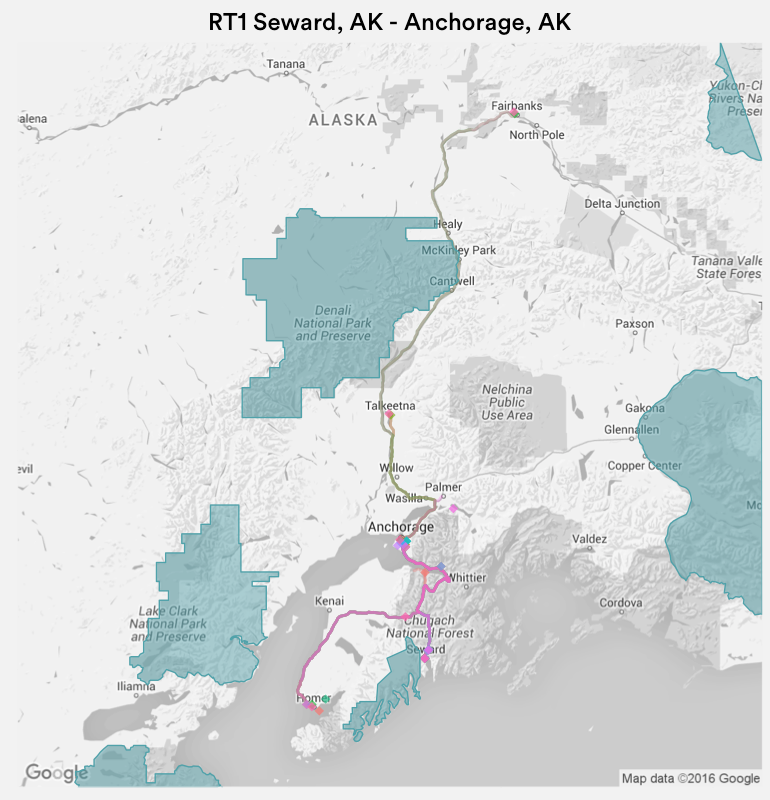 RT1 Seward, AK - Anchorage, AK
Tanana
alena
ALASKA
Fairbanks
North Pole
Yukon-C
Rivers Na
Preser
Delta Junction
Healy
McKinley Park
Cantwell
Tanana Valle
State Fores
Denali
National Park
and Preserve
Paxson
Nelchina
Public
Use Area
Talkeetna
Gakona
Glennallen
Copper Center
evil
Willow
Palmer
Wasilla
Anchorage
Valdez
Whittier
Kenai
Cordova
Lake Clark
National Park
and Preserve
Chugach
National Forest
Seward
Iliamna
Homer
Google
Map data ©2016 Google